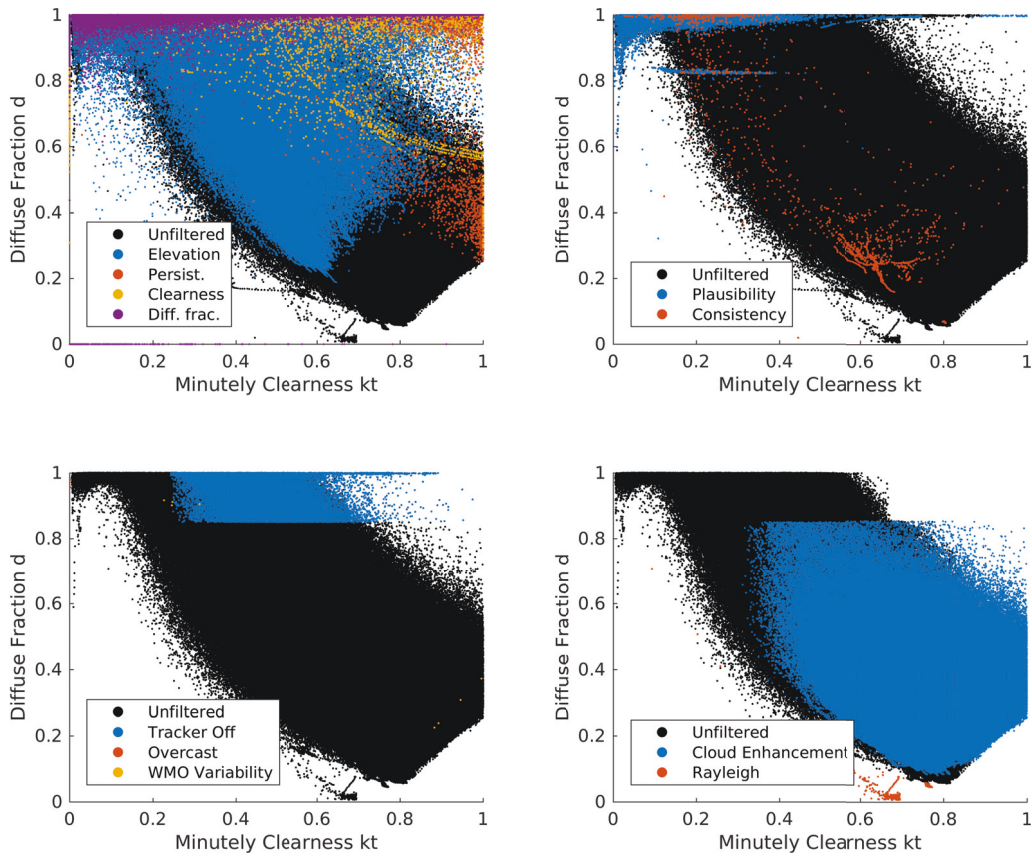 1
0.8
0.6
0.4
0.2
0
Diffuse Fraction d
Unfiltered
Elevation
Persist.
Clearness
Diff. frac.
0 0.2 0.4 0.6 0.8 1
Minutely Clearness kt
1
0.8
0.6
0.4
0.2
0
Diffuse Fraction d
Unfiltered
Plausibility
Consistency
0 0.2 0.4 0.6 0.8 1
Minutely Clearness kt
1
0.8
0.6
0.4
0.2
0
Diffuse Fraction d
Unfiltered
Tracker Off
Overcast
WMO Variability
0 0.2 0.4 0.6 0.8 1
Minutely Clearness kt
1
0.8
0.6
0.4
0.2
0
Diffuse Fraction d
Unfiltered
Cloud Enhancement
Rayleigh
0 0.2 0.4 0.6 0.8 1
Minutely Clearness kt